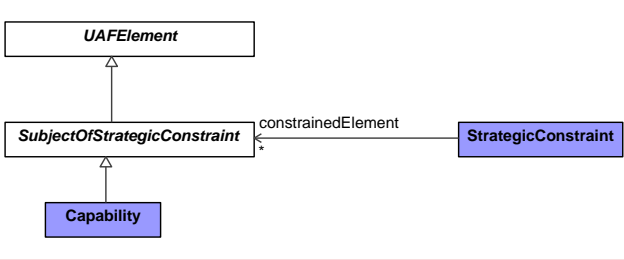 UAFElement
constrainedElement
SubjectOfStrategicConstraint
StrategicConstraint
*
Capability